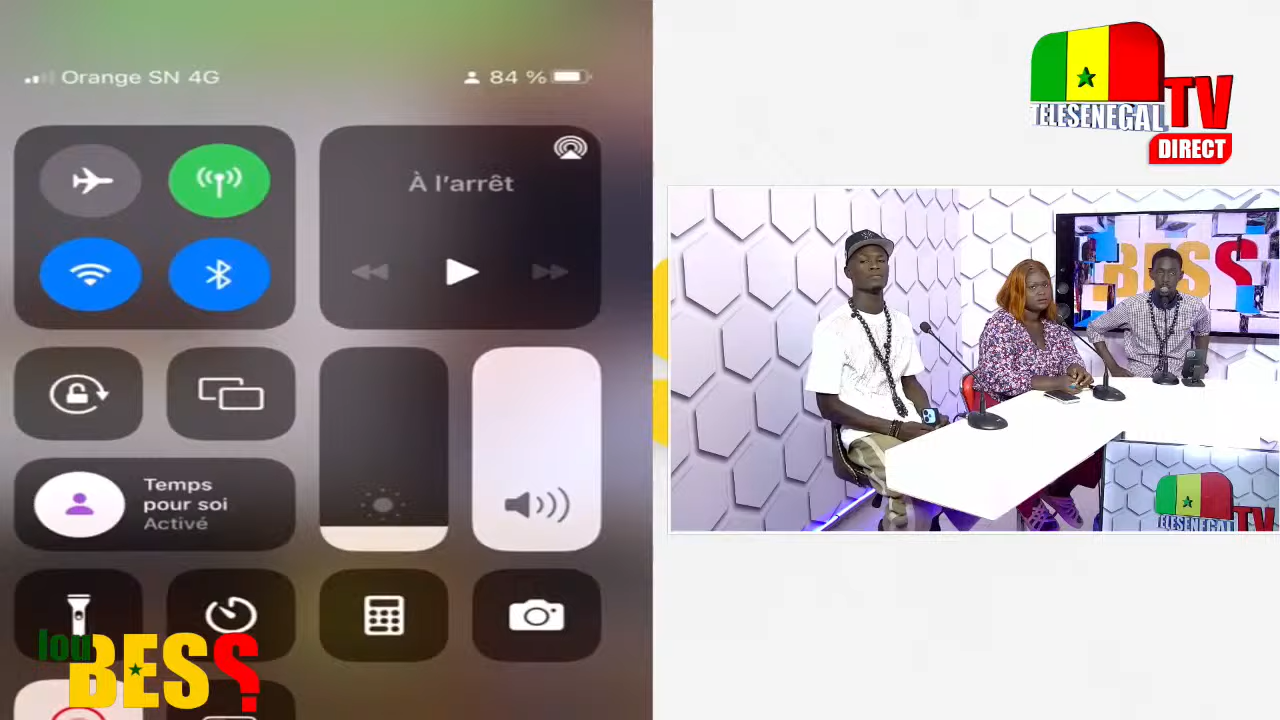 Orange SN 4G
84 %
À l'arrêt
Temps
pour soi
Activé
lou
BESS
TELESENEGAL
TV
DIRECT
BESS
TELESENEGAL
TV